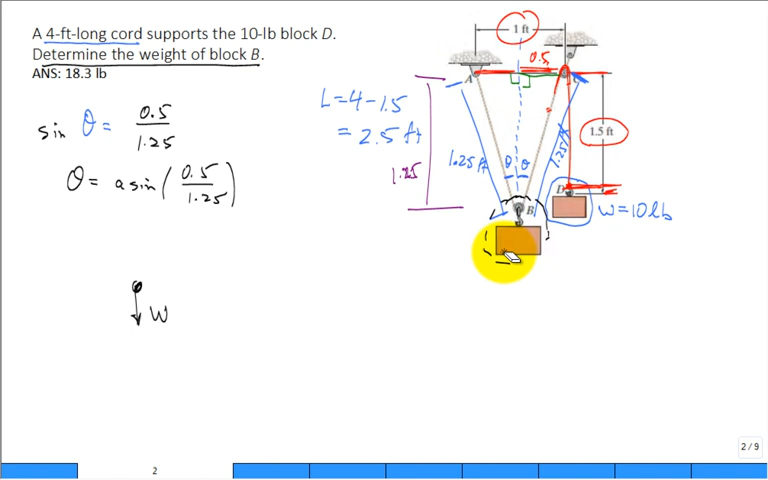 A 4-ft-long cord supports the 10-lb block D.
Determine the weight of block B.
ANS: 18.3 lb
sin θ = 0.5
1.25
θ = asin(0.5
1.25)
W
L = 4 - 1.5
= 2.5 ft
1 ft
0.5
A
C
1.25 ft
1.25 ft
1.25
θ θ
1.5 ft
B
D
W = 10 lb
2 / 9
2